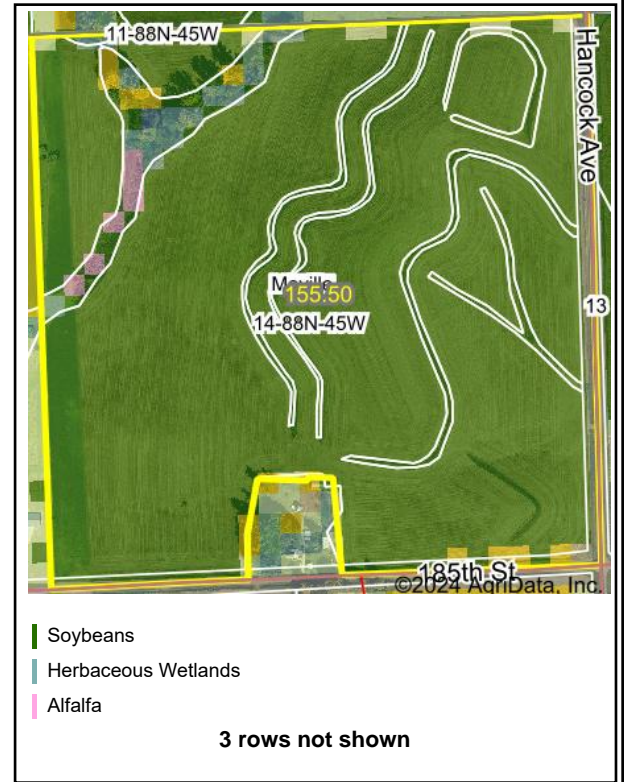 11-88N-45W
Hancock Ave
155.50
14-88N-45W
13
185th St
©2024 AgriData, Inc.
Soybeans
Herbaceous Wetlands
Alfalfa
3 rows not shown